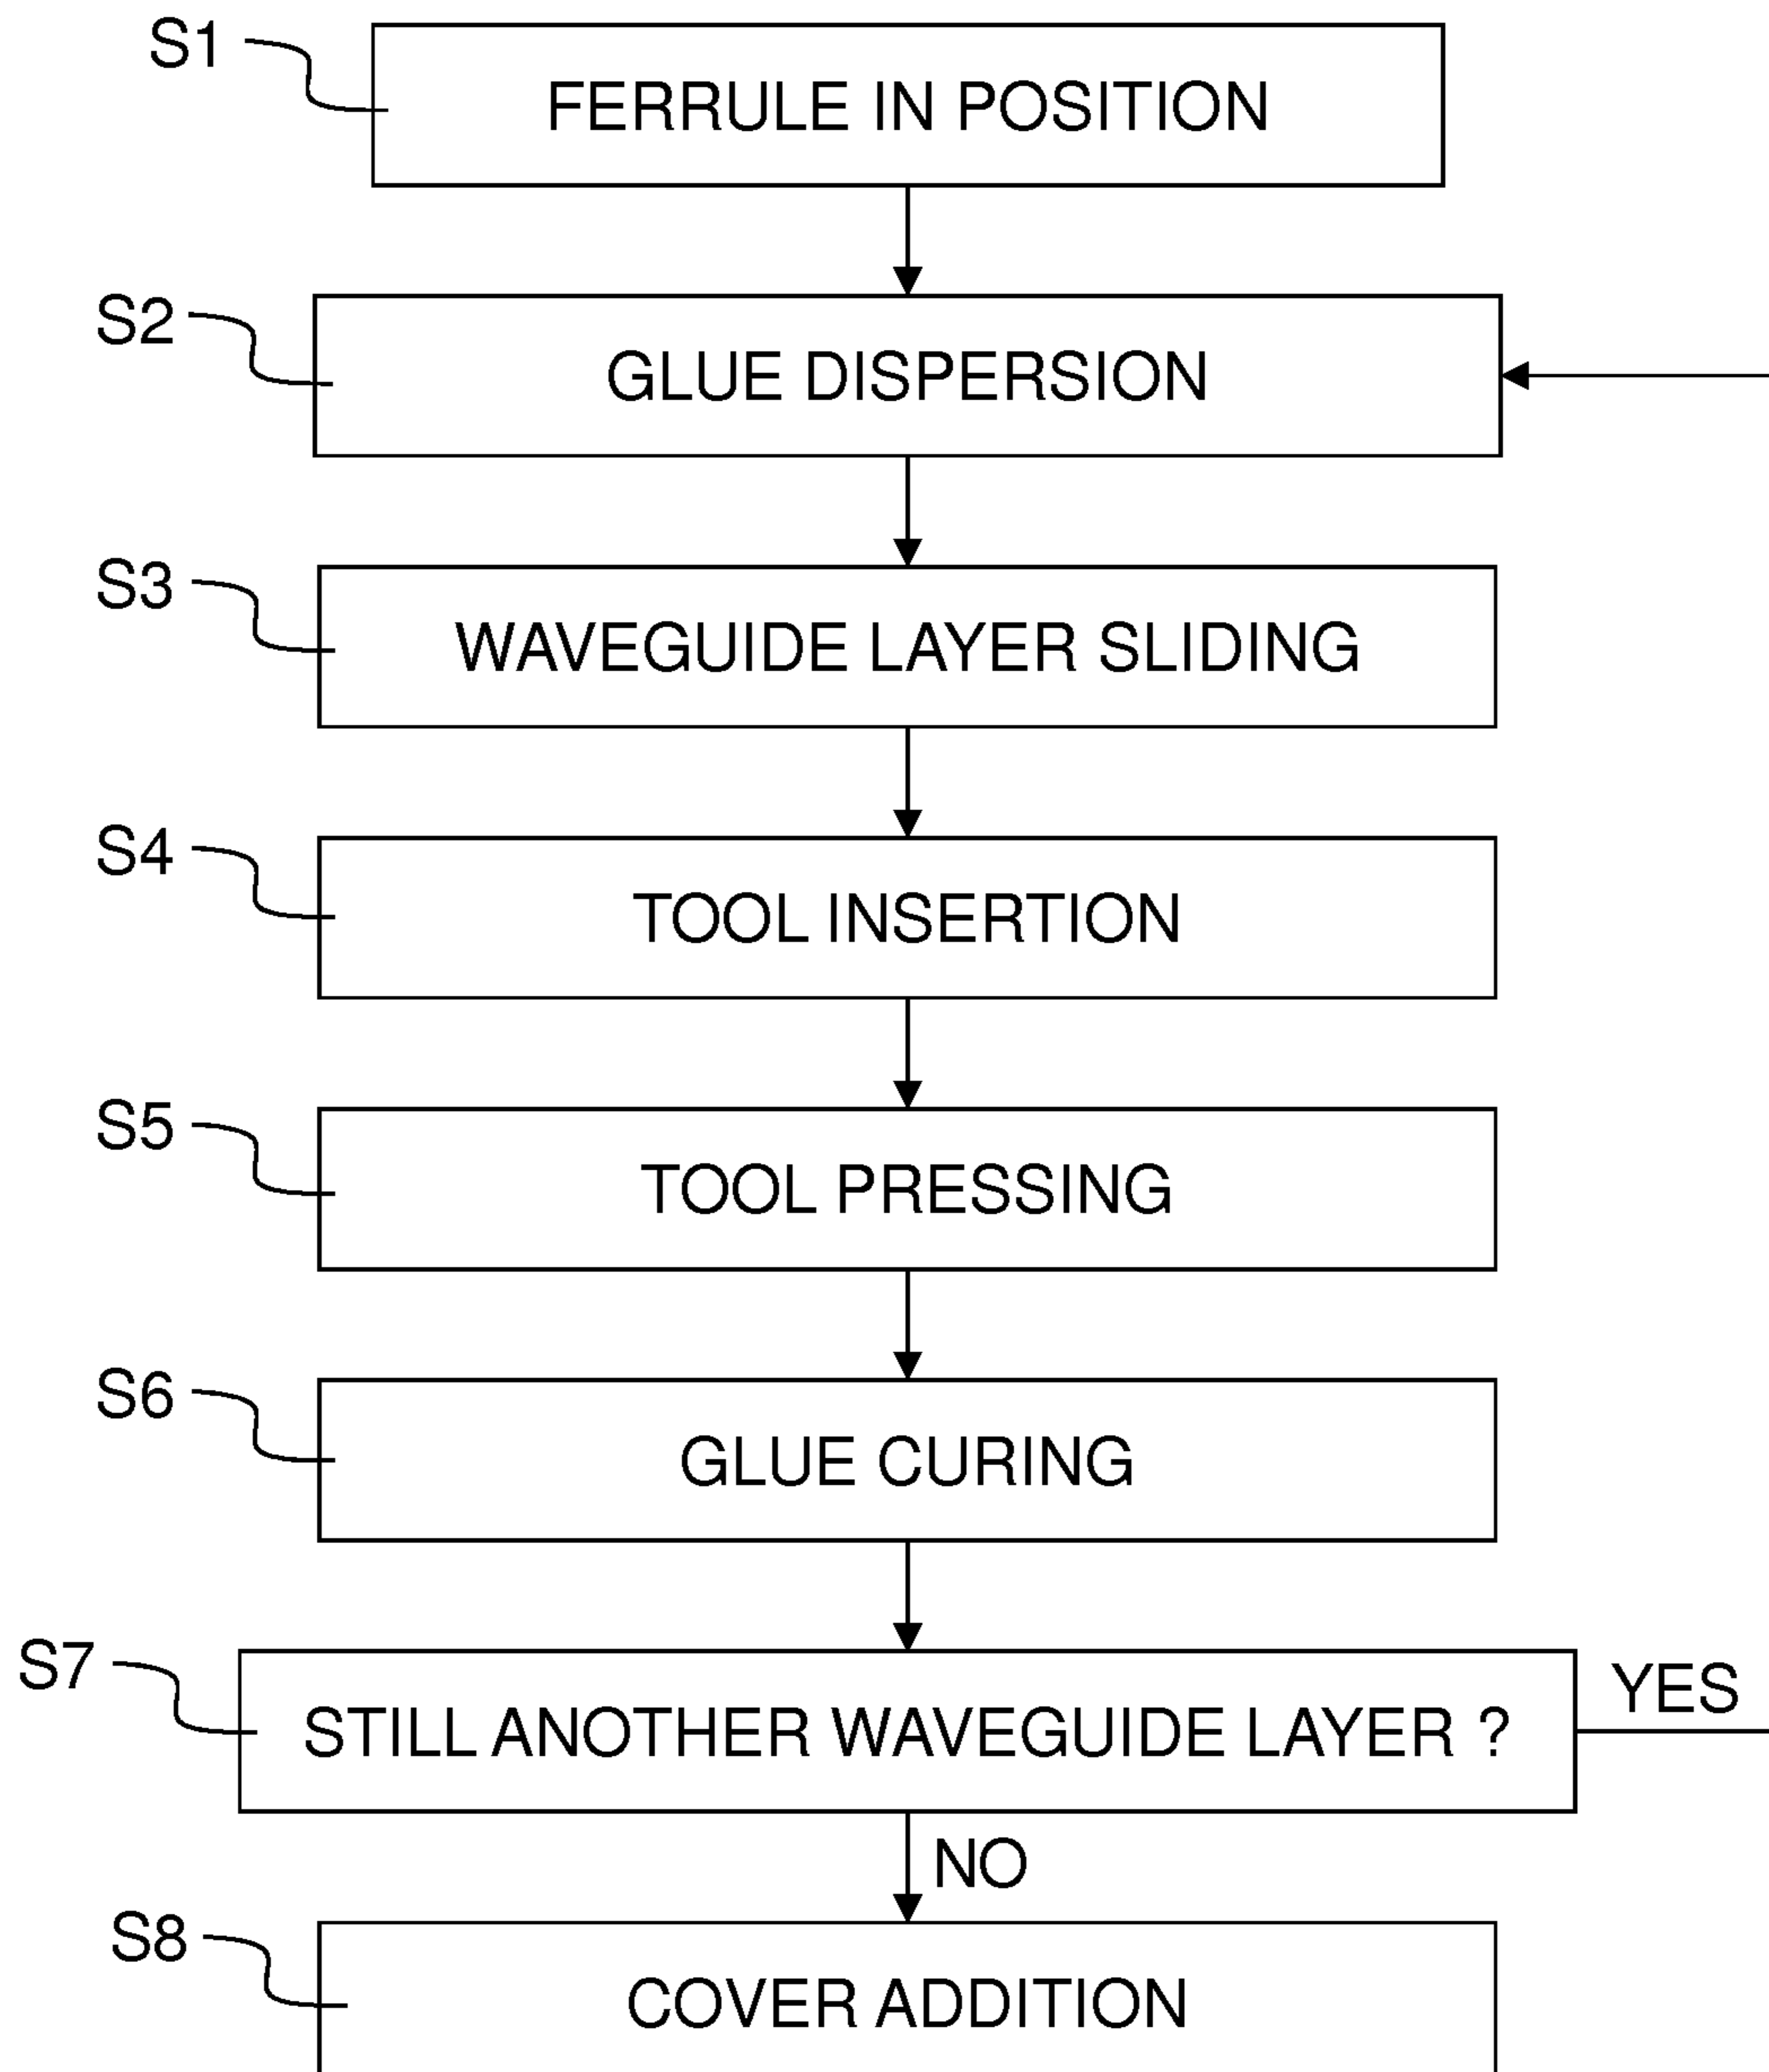 S1
FERRULE IN POSITION
S2
GLUE DISPERSION
S3
WAVEGUIDE LAYER SLIDING
S4
TOOL INSERTION
S5
TOOL PRESSING
S6
GLUE CURING
S7
STILL ANOTHER WAVEGUIDE LAYER ?
YES
NO
S8
COVER ADDITION